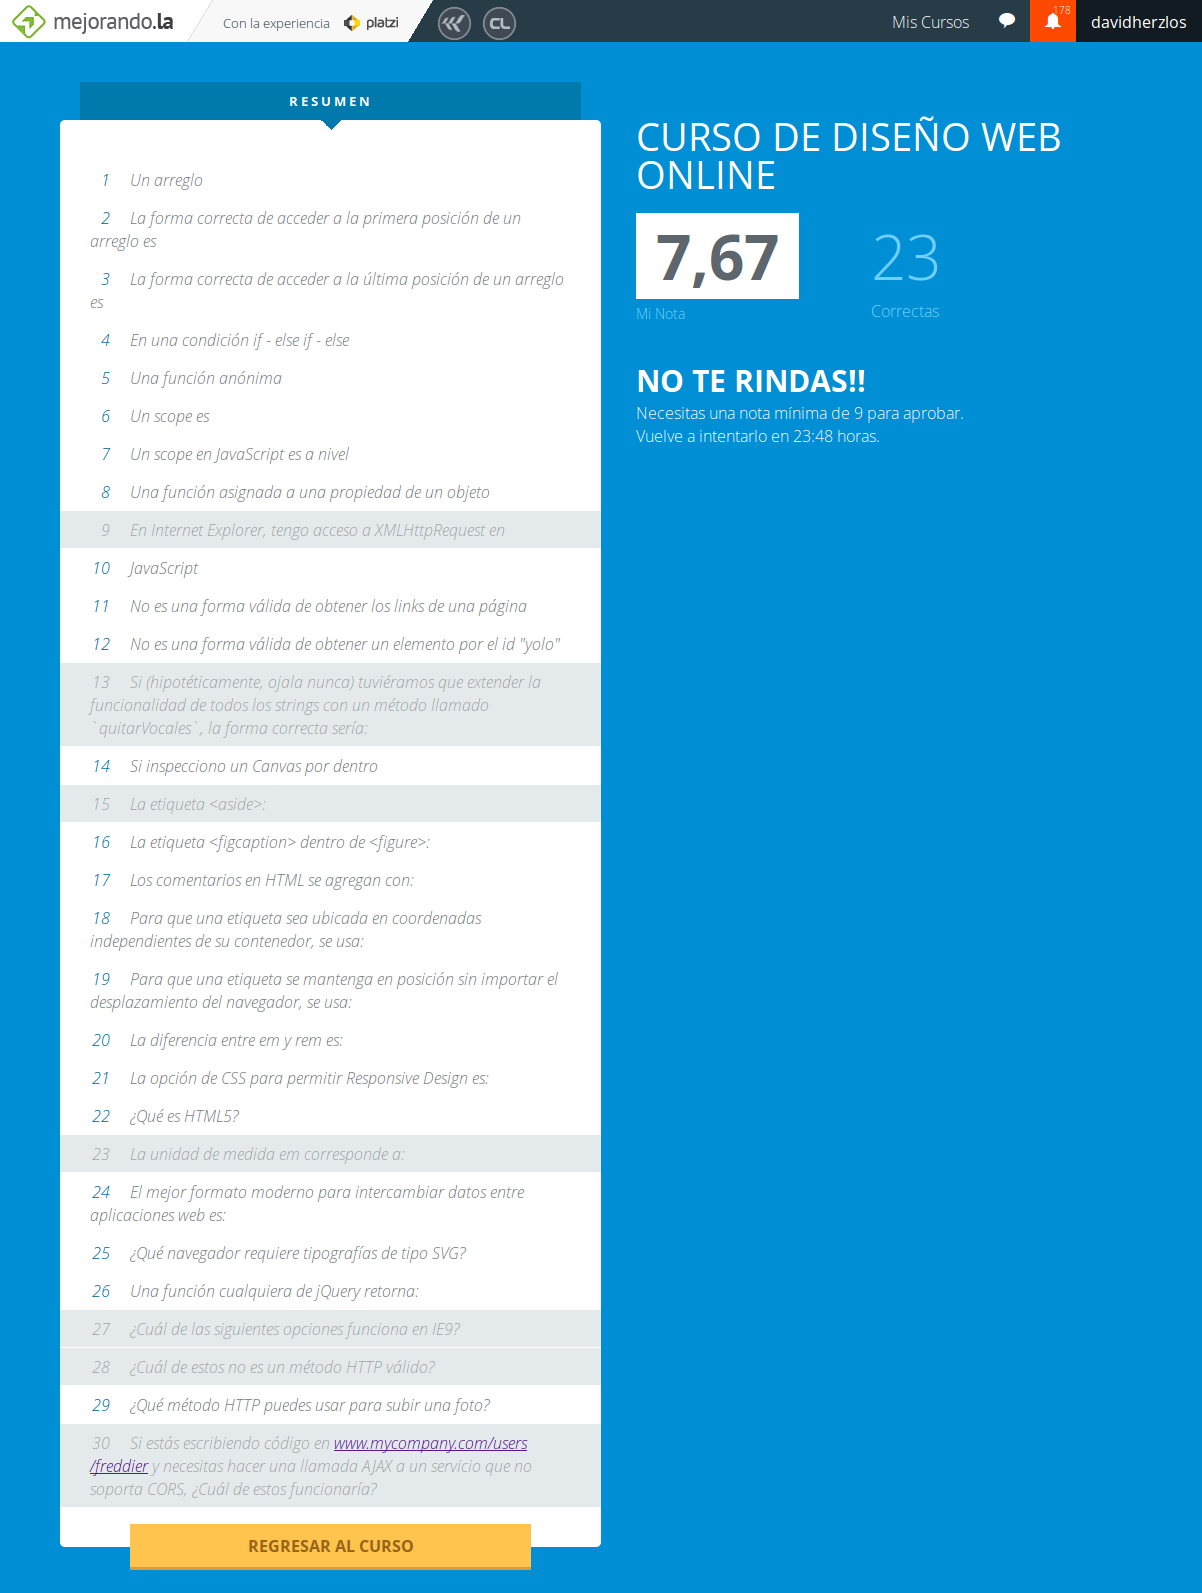 mejorando.la
Con la experiencia platzi
CL
Mis Cursos
178
davidherzlos
RESUMEN
1 Un arreglo
2 La forma correcta de acceder a la primera posición de un
arreglo es
3 La forma correcta de acceder a la última posición de un arreglo
es
4 En una condición if - else if - else
5 Una función anónima
6 Un scope es
7 Un scope en JavaScript es a nivel
8 Una función asignada a una propiedad de un objeto
9 En Internet Explorer, tengo acceso a XMLHttpRequest en
10 JavaScript
11 No es una forma válida de obtener los links de una página
12 No es una forma válida de obtener un elemento por el id "yolo"
13 Si (hipotéticamente, ojala nunca) tuviéramos que extender la
funcionalidad de todos los strings con un método llamado
`quitarVocales`, la forma correcta sería:
14 Si inspecciono un Canvas por dentro
15 La etiqueta <aside>:
16 La etiqueta <figcaption> dentro de <figure>:
17 Los comentarios en HTML se agregan con:
18 Para que una etiqueta sea ubicada en coordenadas
independientes de su contenedor, se usa:
19 Para que una etiqueta se mantenga en posición sin importar el
desplazamiento del navegador, se usa:
20 La diferencia entre em y rem es:
21 La opción de CSS para permitir Responsive Design es:
22 ¿Qué es HTML5?
23 La unidad de medida em corresponde a:
24 El mejor formato moderno para intercambiar datos entre
aplicaciones web es:
25 ¿Qué navegador requiere tipografías de tipo SVG?
26 Una función cualquiera de jQuery retorna:
27 ¿Cuál de las siguientes opciones funciona en IE9?
28 ¿Cuál de estos no es un método HTTP válido?
29 ¿Qué método HTTP puedes usar para subir una foto?
30 Si estás escribiendo código en www.mycompany.com/users
/freddier y necesitas hacer una llamada AJAX a un servicio que no
soporta CORS, ¿Cuál de estos funcionaría?
REGRESAR AL CURSO
CURSO DE DISEÑO WEB
ONLINE
7,67
Mi Nota
23
Correctas
NO TE RINDAS!!
Necesitas una nota mínima de 9 para aprobar.
Vuelve a intentarlo en 23:48 horas.